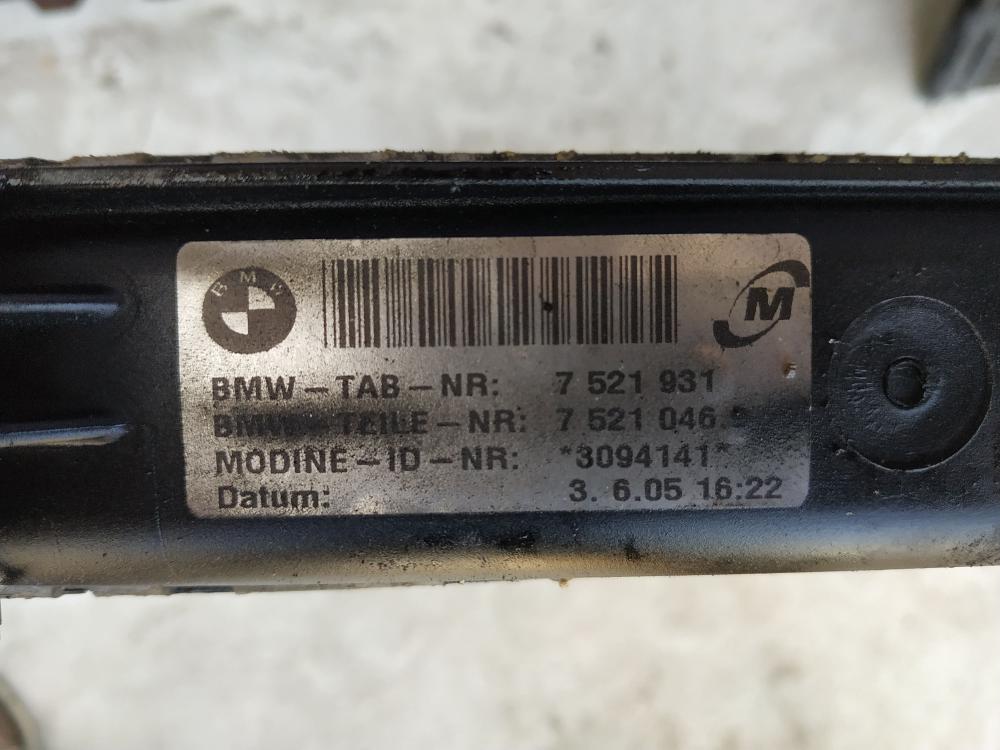 BMW
M
BMW-TAB-NR: 7 521 931
BMW-TEILE-NR: 7 521 046
MODINE-ID-NR: *3094141*
Datum: 3. 6.05 16:22